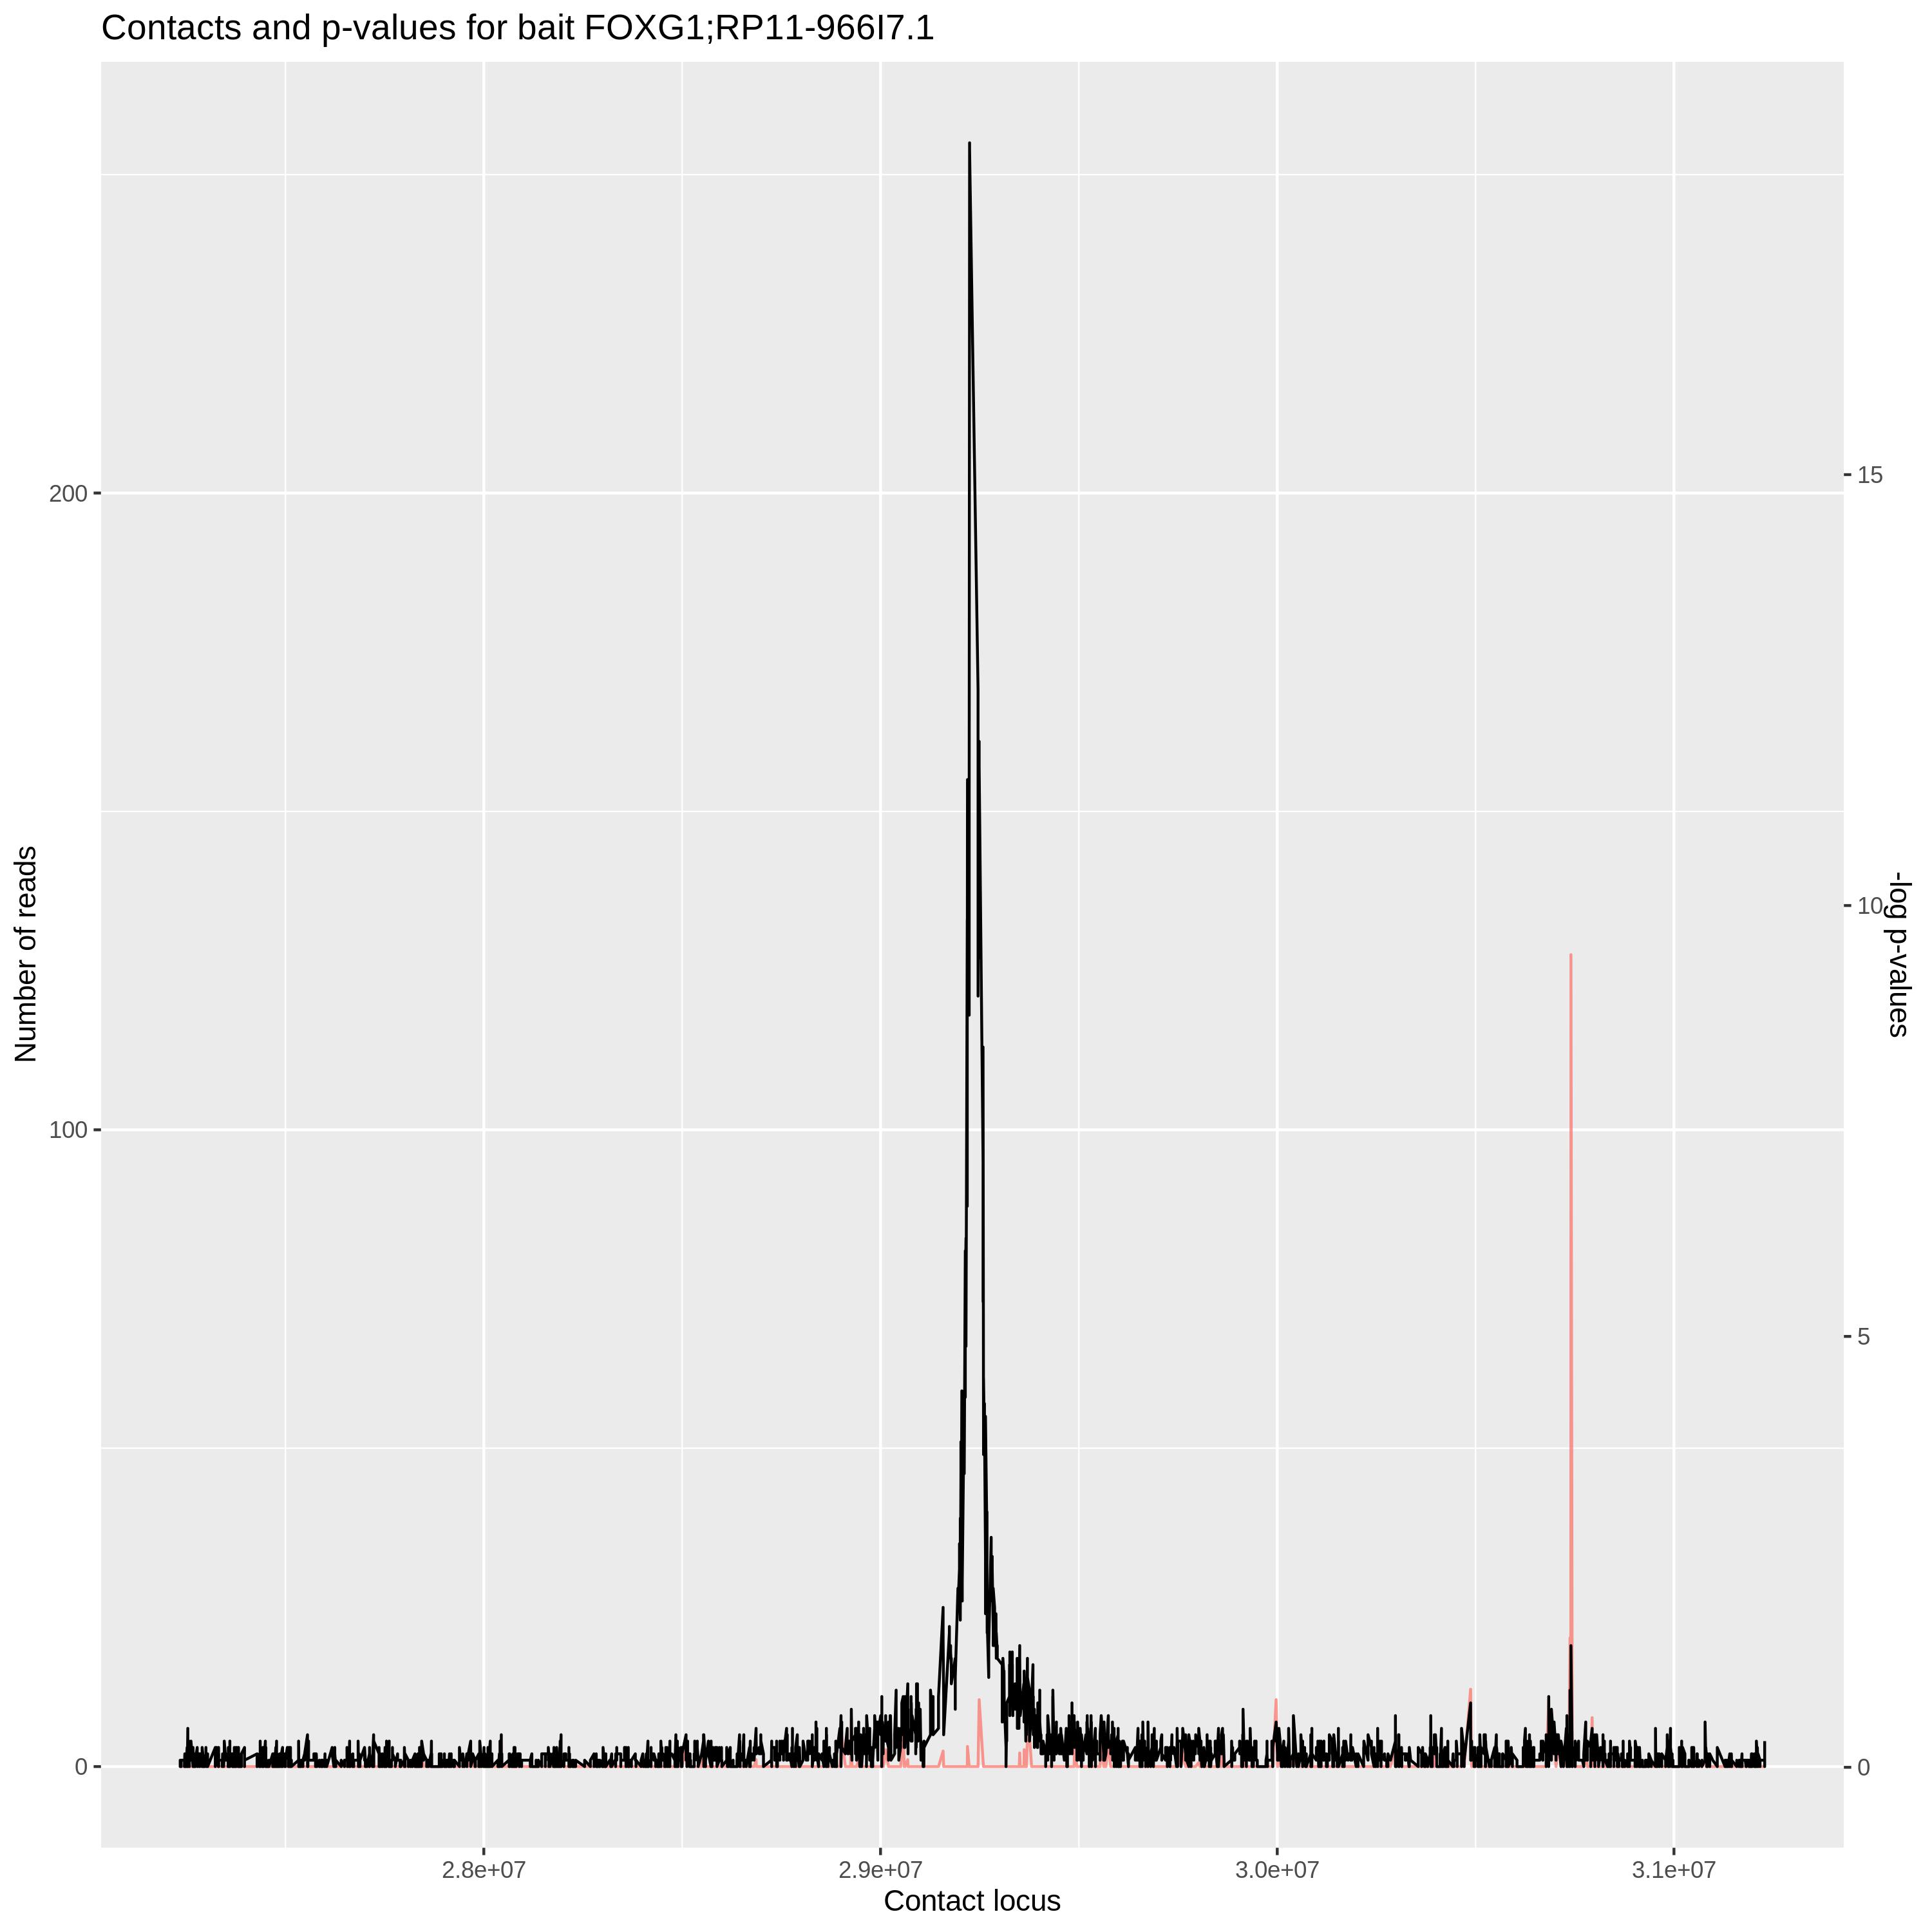 Contacts and p-values for bait FOXG1;RP11-966I7.1
Number of reads
200
100
0
15
10
5
0
-log p-values
2.8e+07 2.9e+07 3.0e+07 3.1e+07
Contact locus